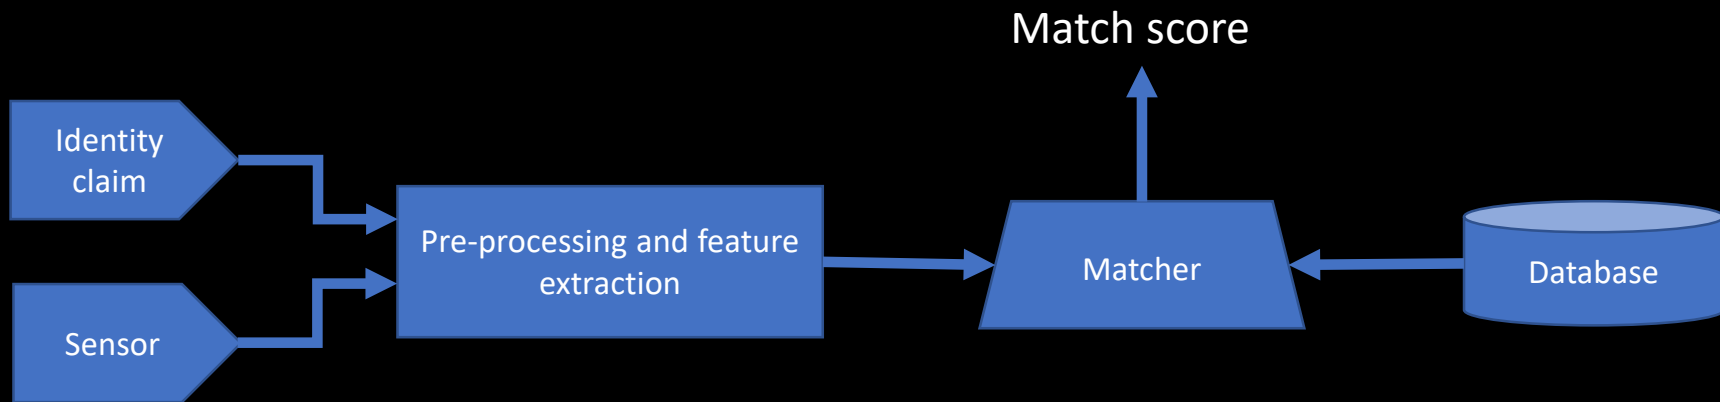 Match score
Identity
claim
Pre-processing and feature
extraction
Matcher
Database
Sensor